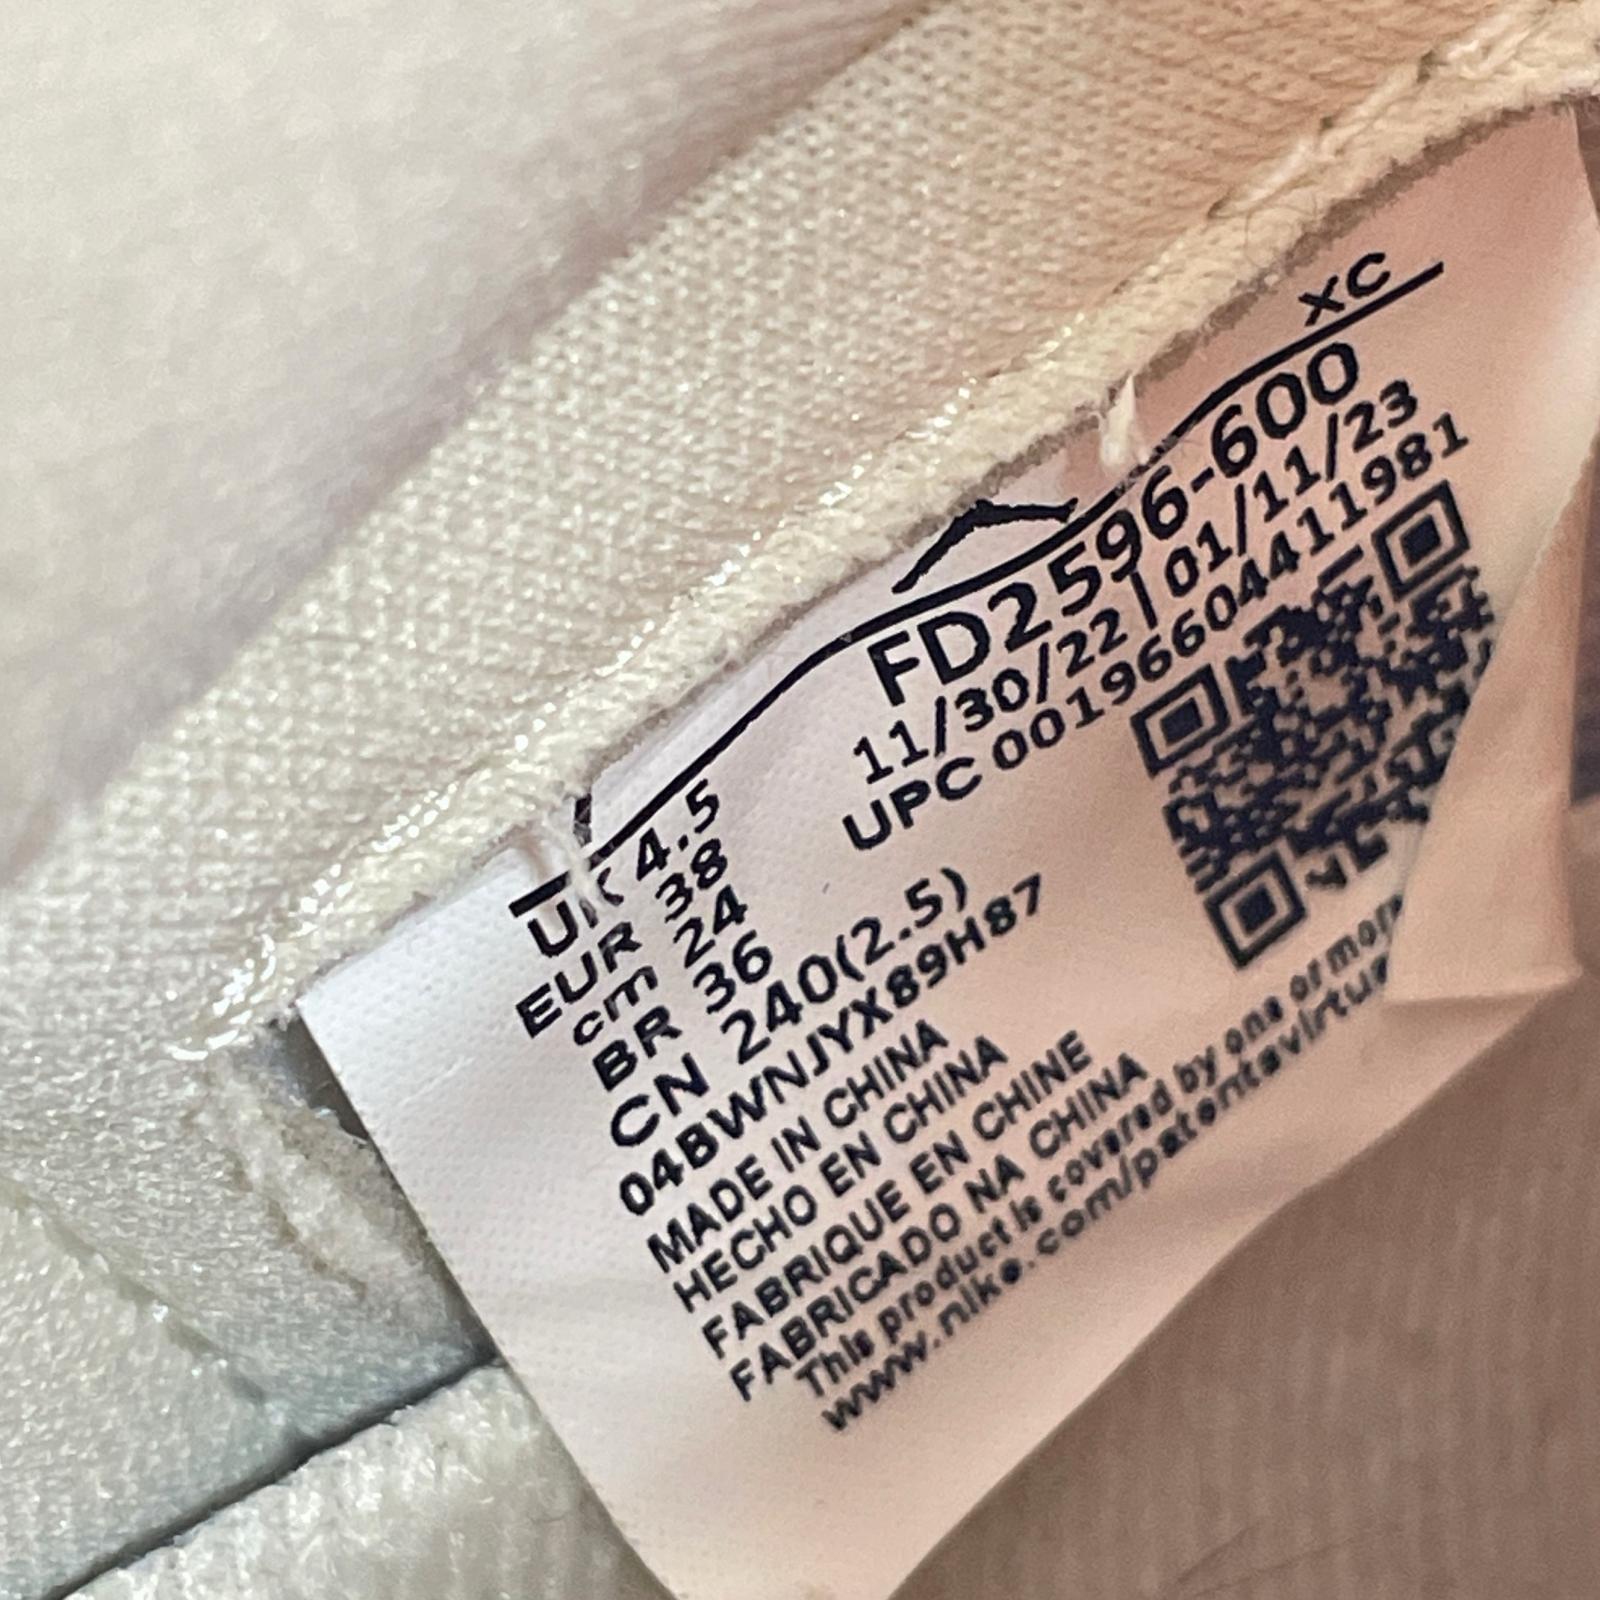 XC
FD2596-600
11/30/22 | 01/11/23
UPC 00196604411981
UK 4.5
EUR 38
cm 24
BR 36
CN 240(2.5)
04BWNJYX89H87
MADE IN CHINA
HECHO EN CHINA
FABRIQUE EN CHINE
FABRICADO NA CHINA
This product is covered by one or more
www.nike.com/patentavirtua